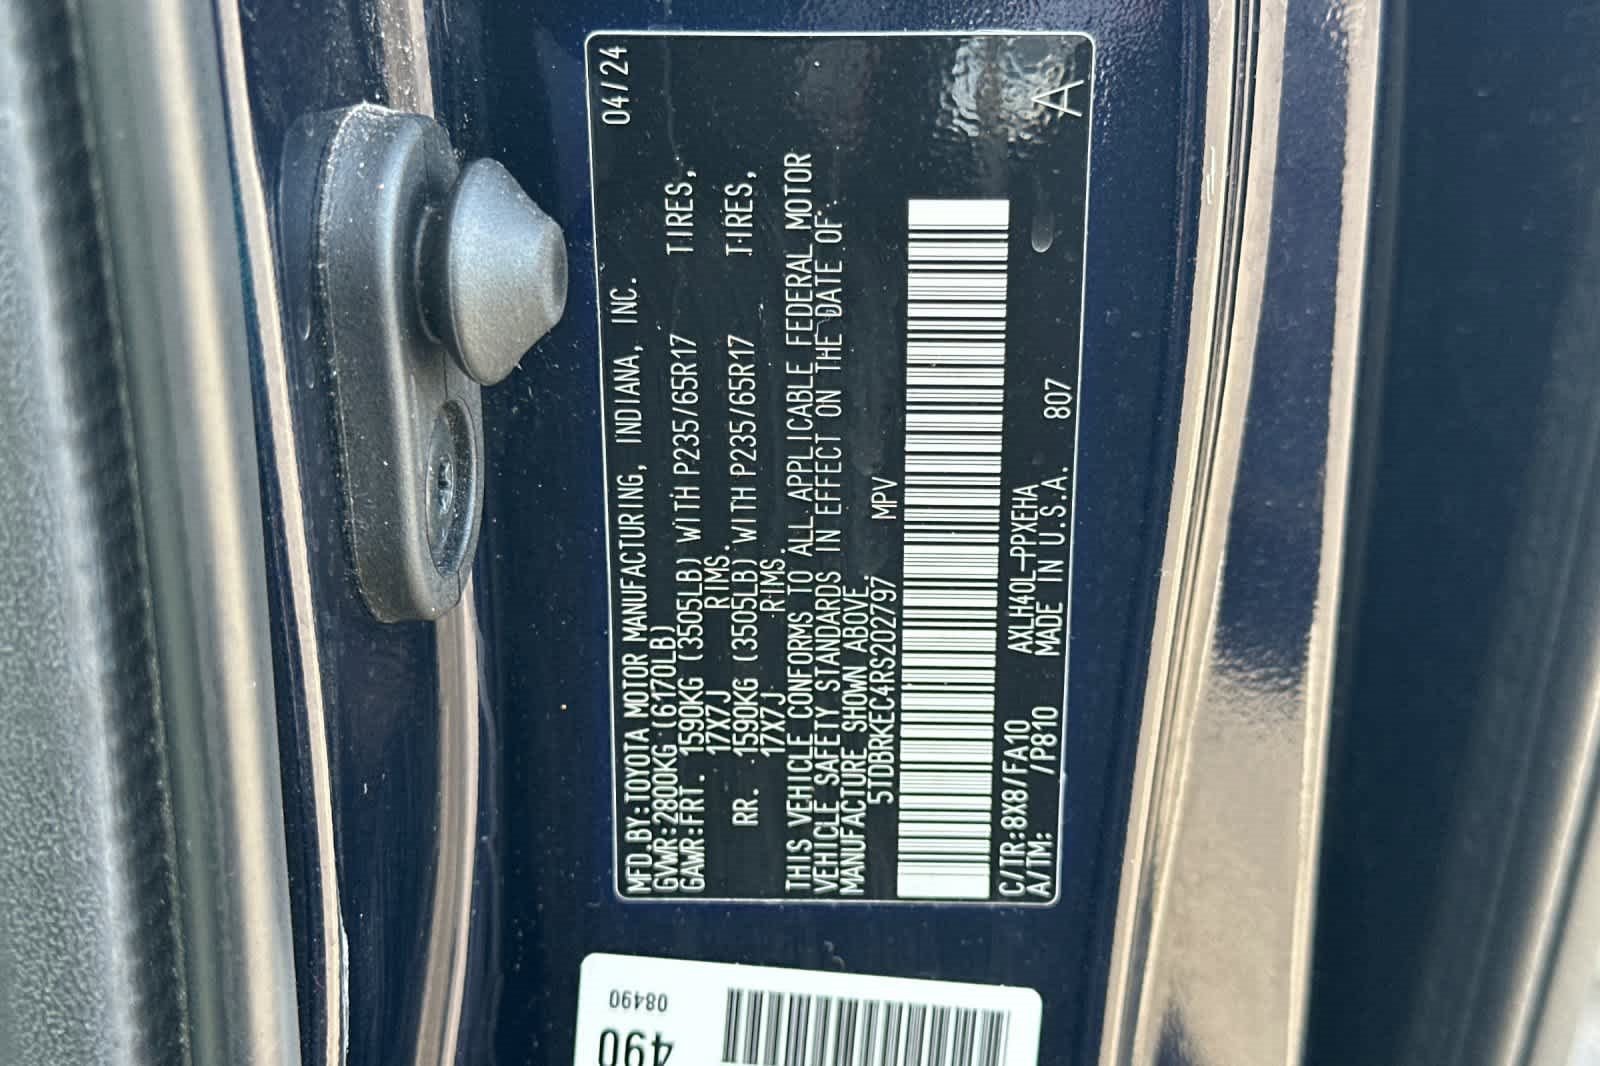 MFD.BY:TOYOTA MOTOR MANUFACTURING, INDIANA, INC. 04/24
GVWR:2800KG (6170LB)
GAWR:FRT. 1590KG (3505LB) WITH P235/65R17 TIRES,
17X7J RIMS.
RR. 1590KG (3505LB) WITH P235/65R17 TIRES,
17X7J RIMS.
THIS VEHICLE CONFORMS TO ALL APPLICABLE FEDERAL MOTOR
VEHICLE SAFETY STANDARDS IN EFFECT ON THE DATE OF
MANUFACTURE SHOWN ABOVE.
5TDBRKEC4RS202797 MPV
C/TR:8X8/FA10 AXLH40L-PPXEHA
A/TM: /P810 MADE IN U.S.A. 807
A
08490
490